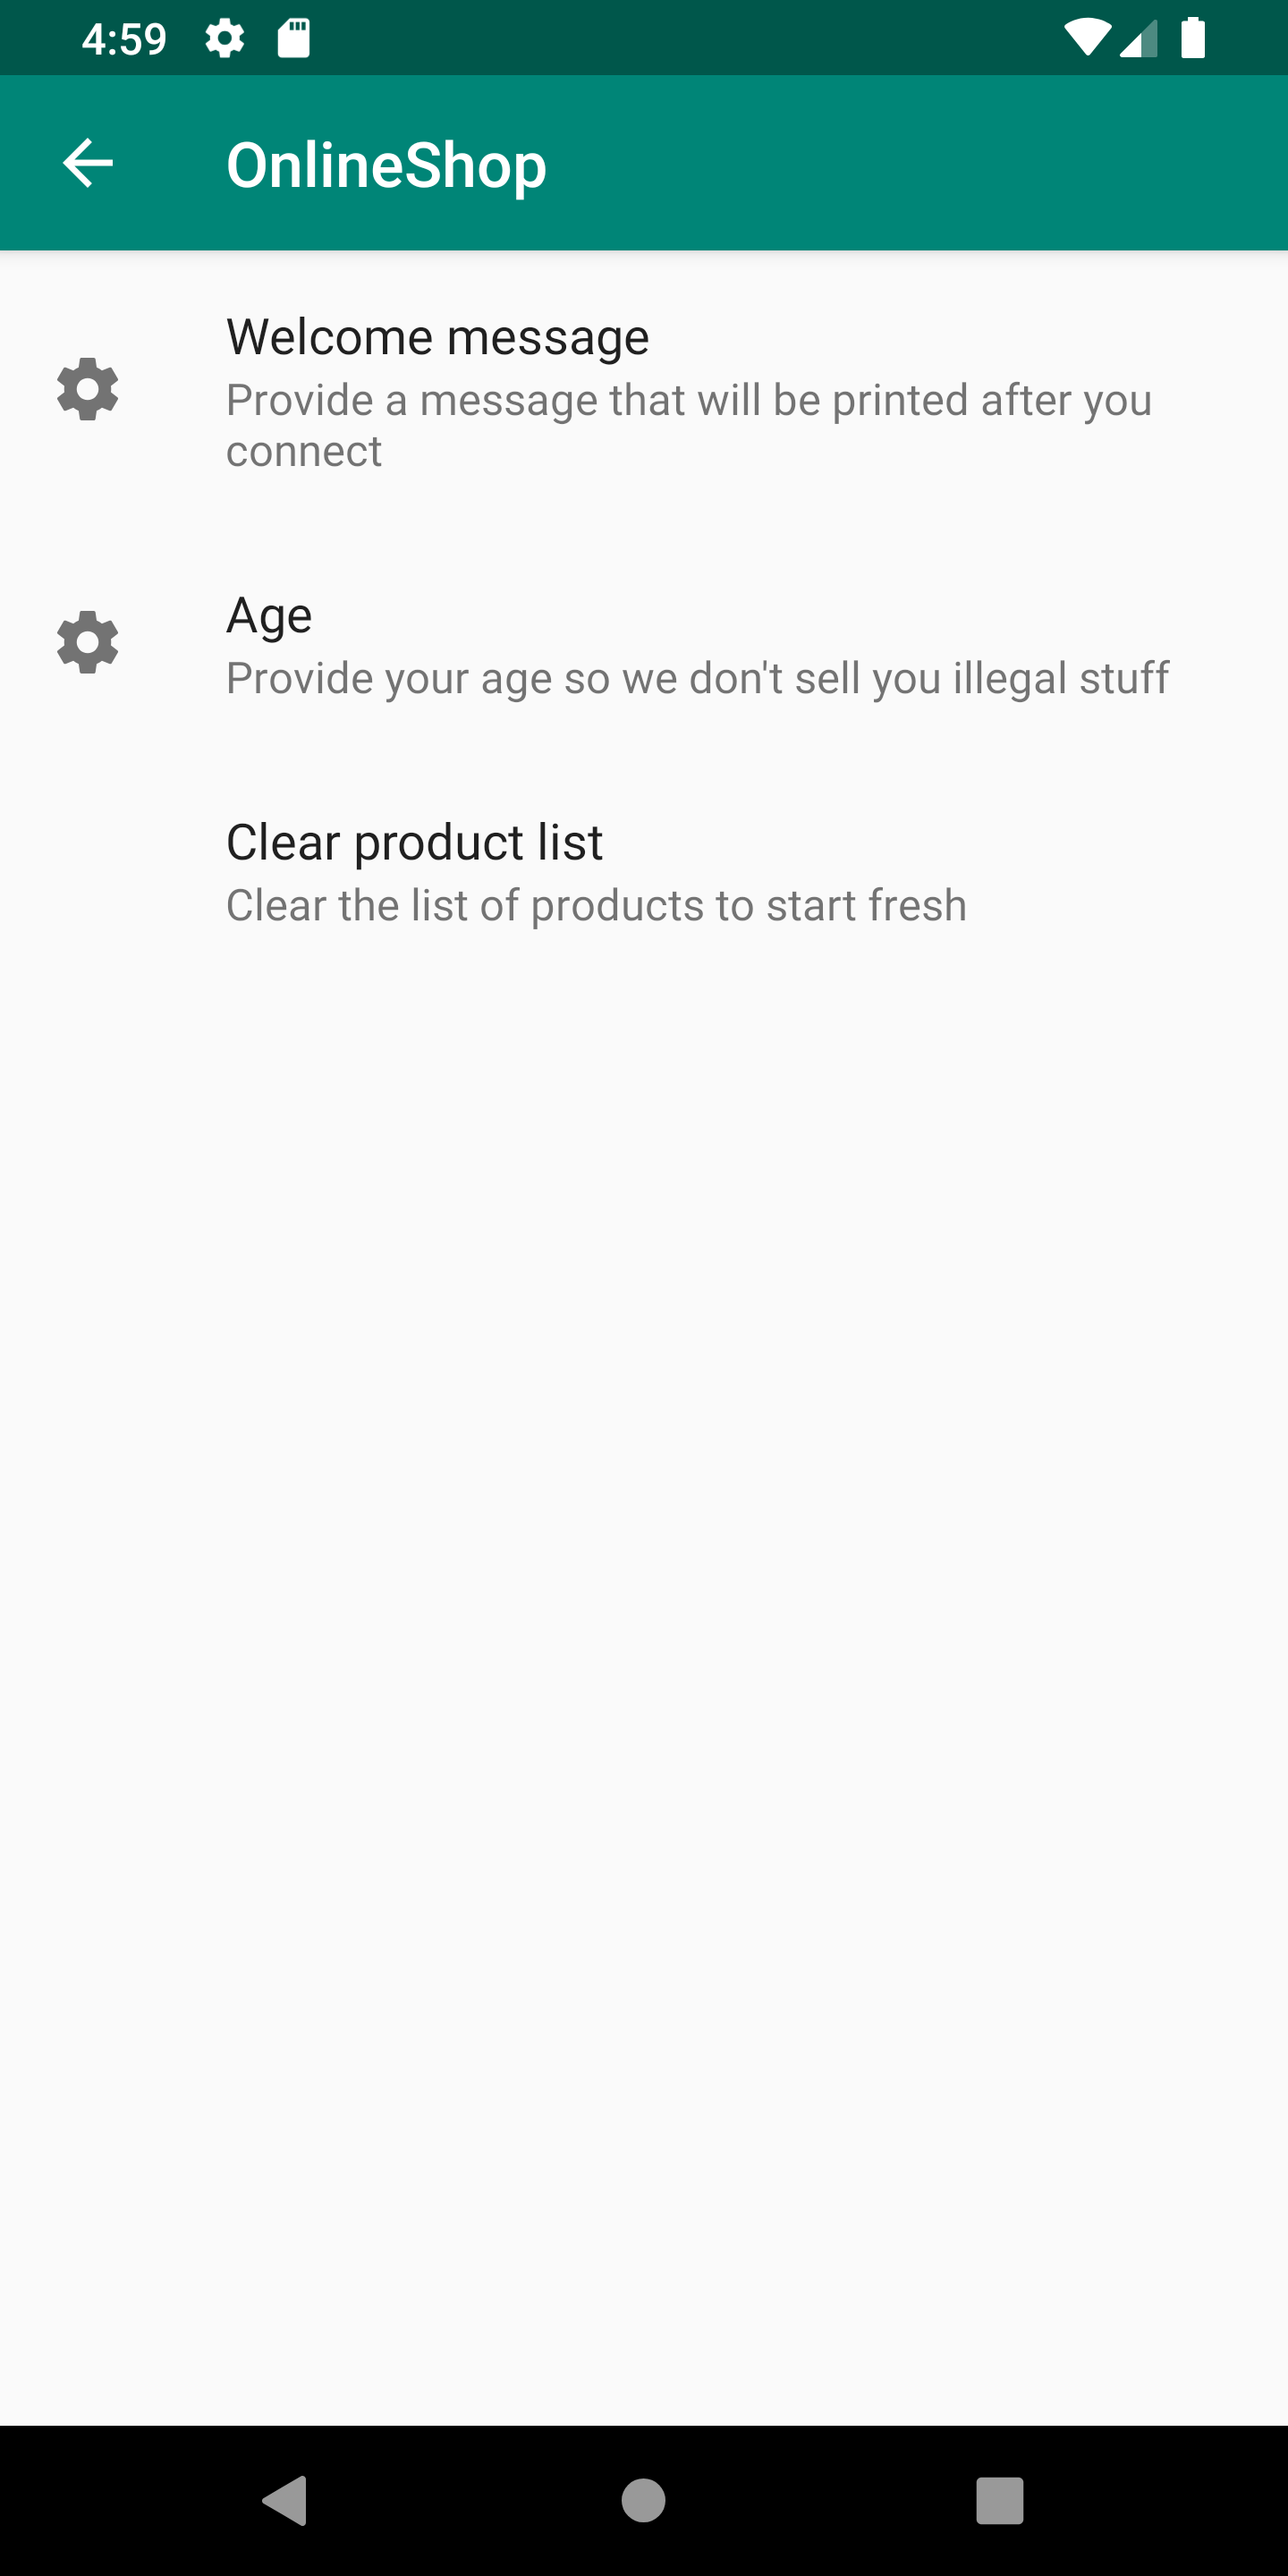 4:59
OnlineShop
Welcome message
Provide a message that will be printed after you
connect
Age
Provide your age so we don't sell you illegal stuff
Clear product list
Clear the list of products to start fresh